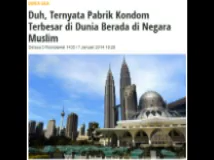 Duh, Ternyata Pabrik Kondom
Terbesar di Dunia Berada di Negara
Muslim